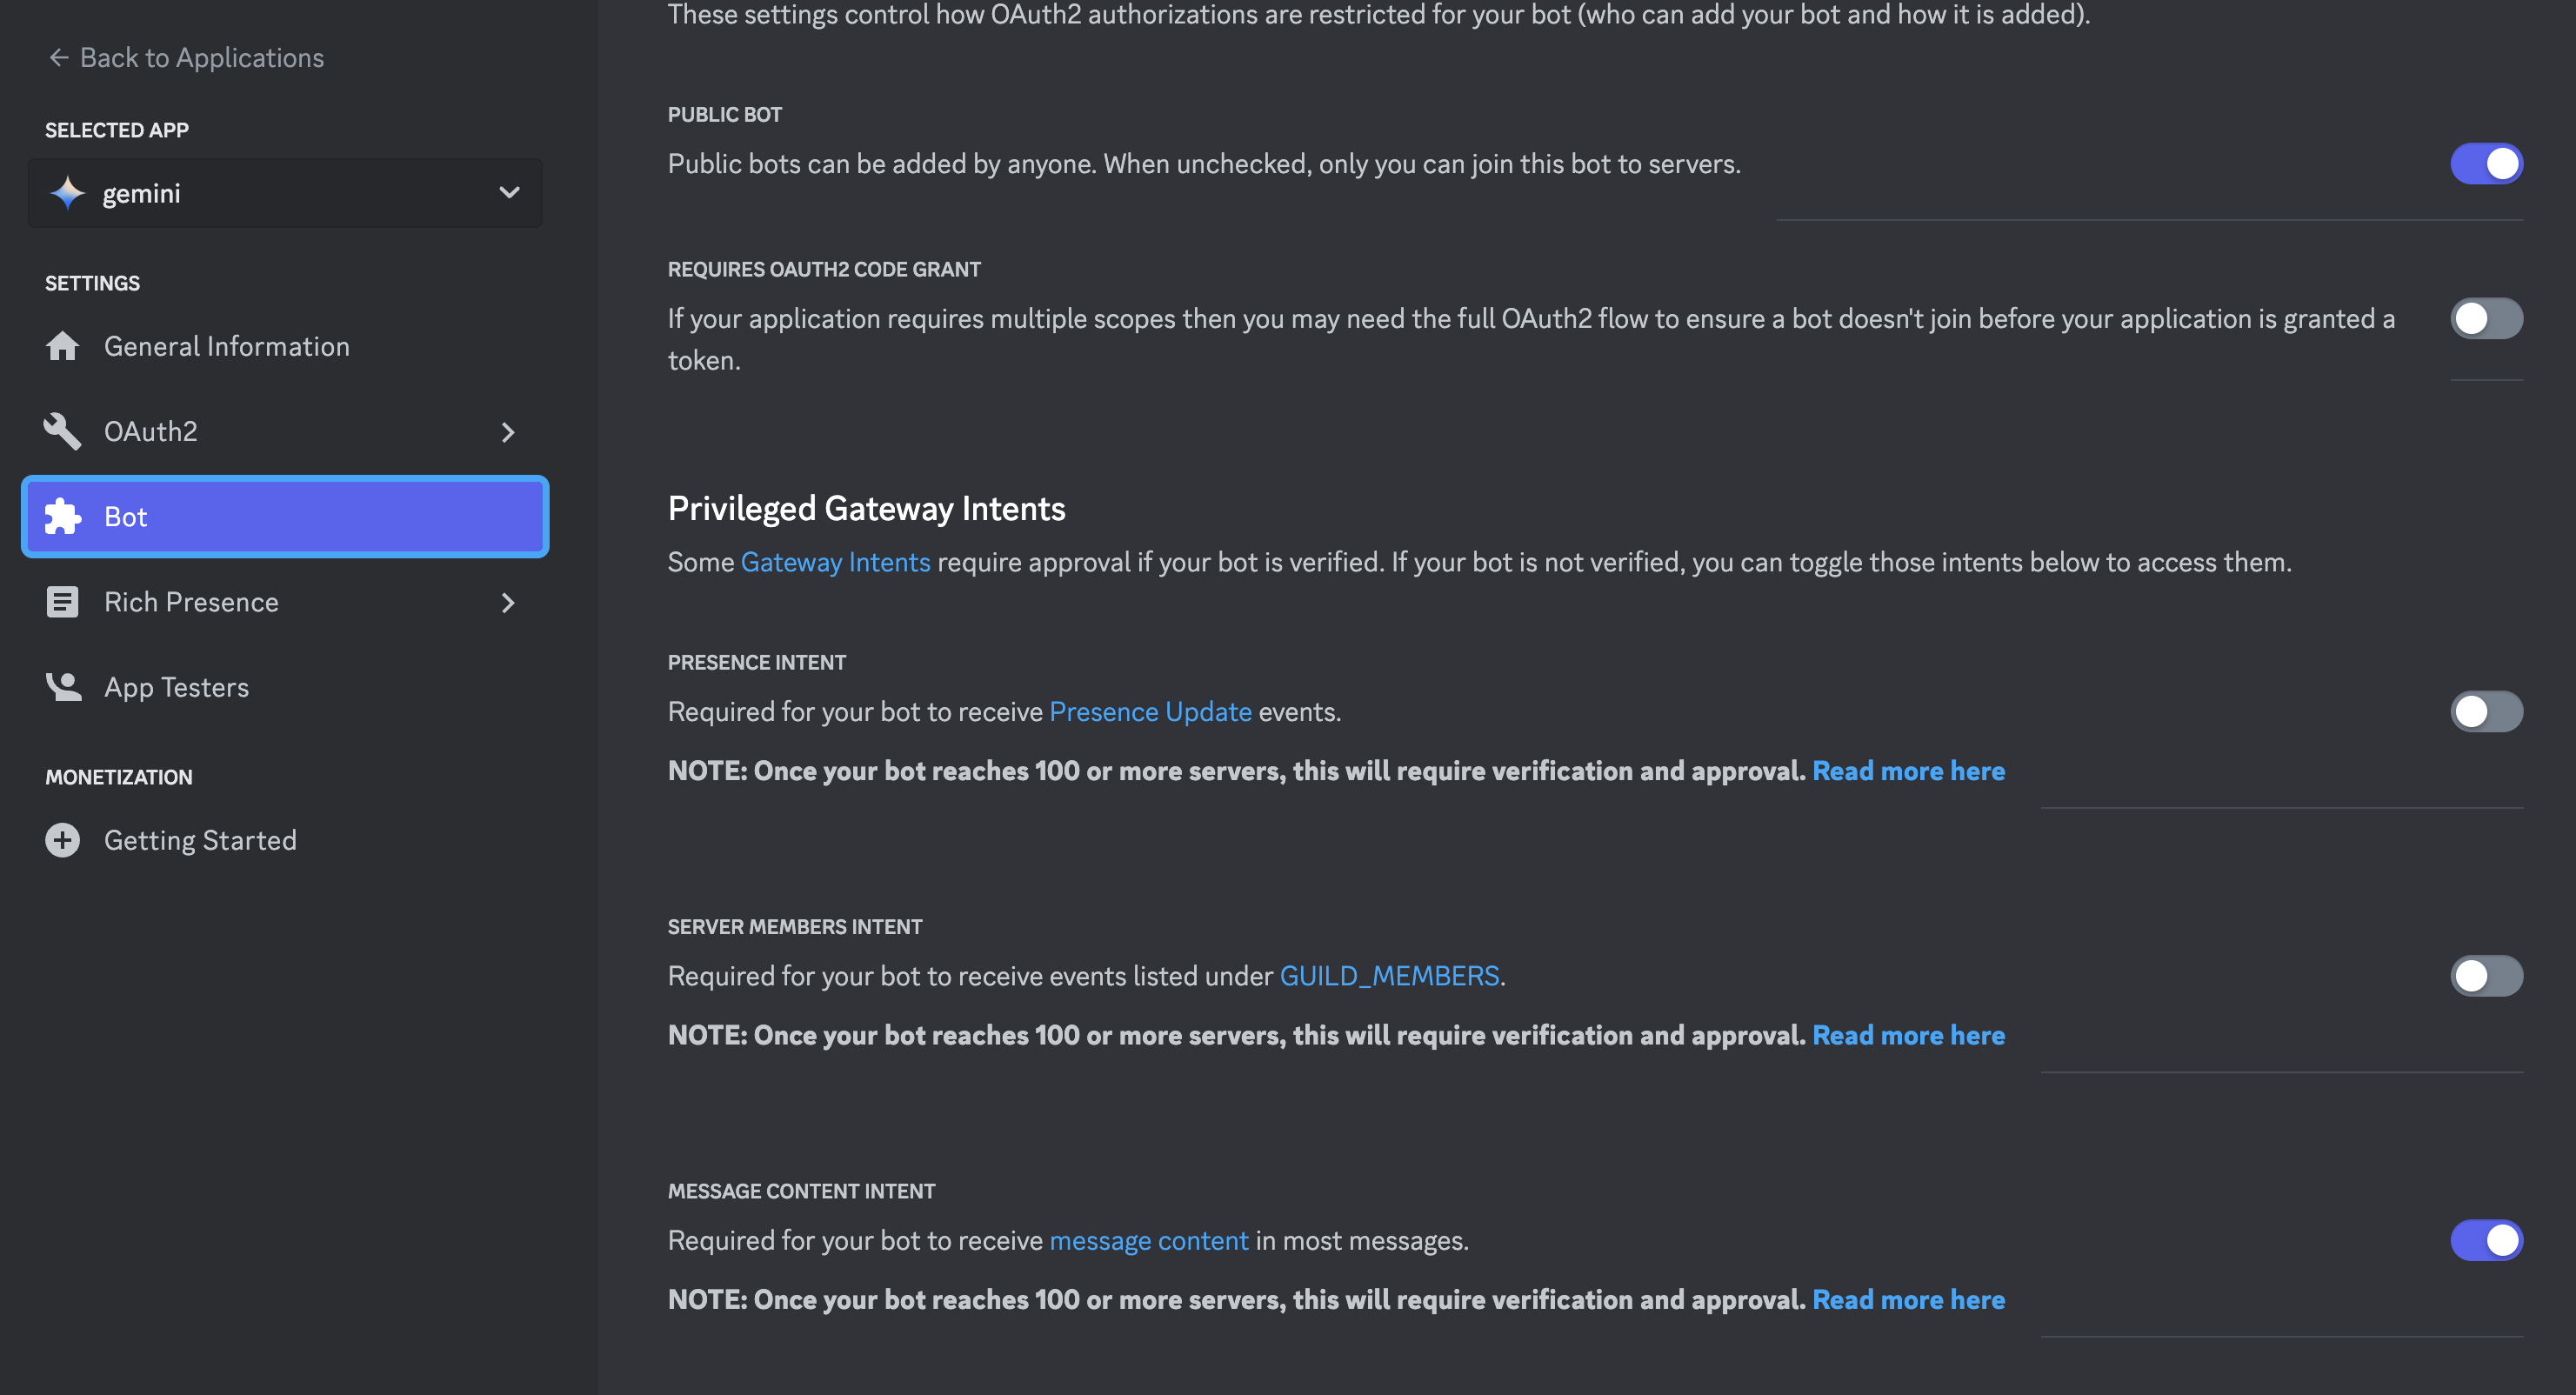 Back to Applications
SELECTED APP
gemini
SETTINGS
General Information
OAuth2
Bot
Rich Presence
App Testers
MONETIZATION
Getting Started
These settings control how OAuth2 authorizations are restricted for your bot (who can add your bot and how it is added).
PUBLIC BOT
Public bots can be added by anyone. When unchecked, only you can join this bot to servers.
REQUIRES OAUTH2 CODE GRANT
If your application requires multiple scopes then you may need the full OAuth2 flow to ensure a bot doesn't join before your application is granted a
token.
Privileged Gateway Intents
Some Gateway Intents require approval if your bot is verified. If your bot is not verified, you can toggle those intents below to access them.
PRESENCE INTENT
Required for your bot to receive Presence Update events.
NOTE: Once your bot reaches 100 or more servers, this will require verification and approval. Read more here
SERVER MEMBERS INTENT
Required for your bot to receive events listed under GUILD_MEMBERS.
NOTE: Once your bot reaches 100 or more servers, this will require verification and approval. Read more here
MESSAGE CONTENT INTENT
Required for your bot to receive message content in most messages.
NOTE: Once your bot reaches 100 or more servers, this will require verification and approval. Read more here